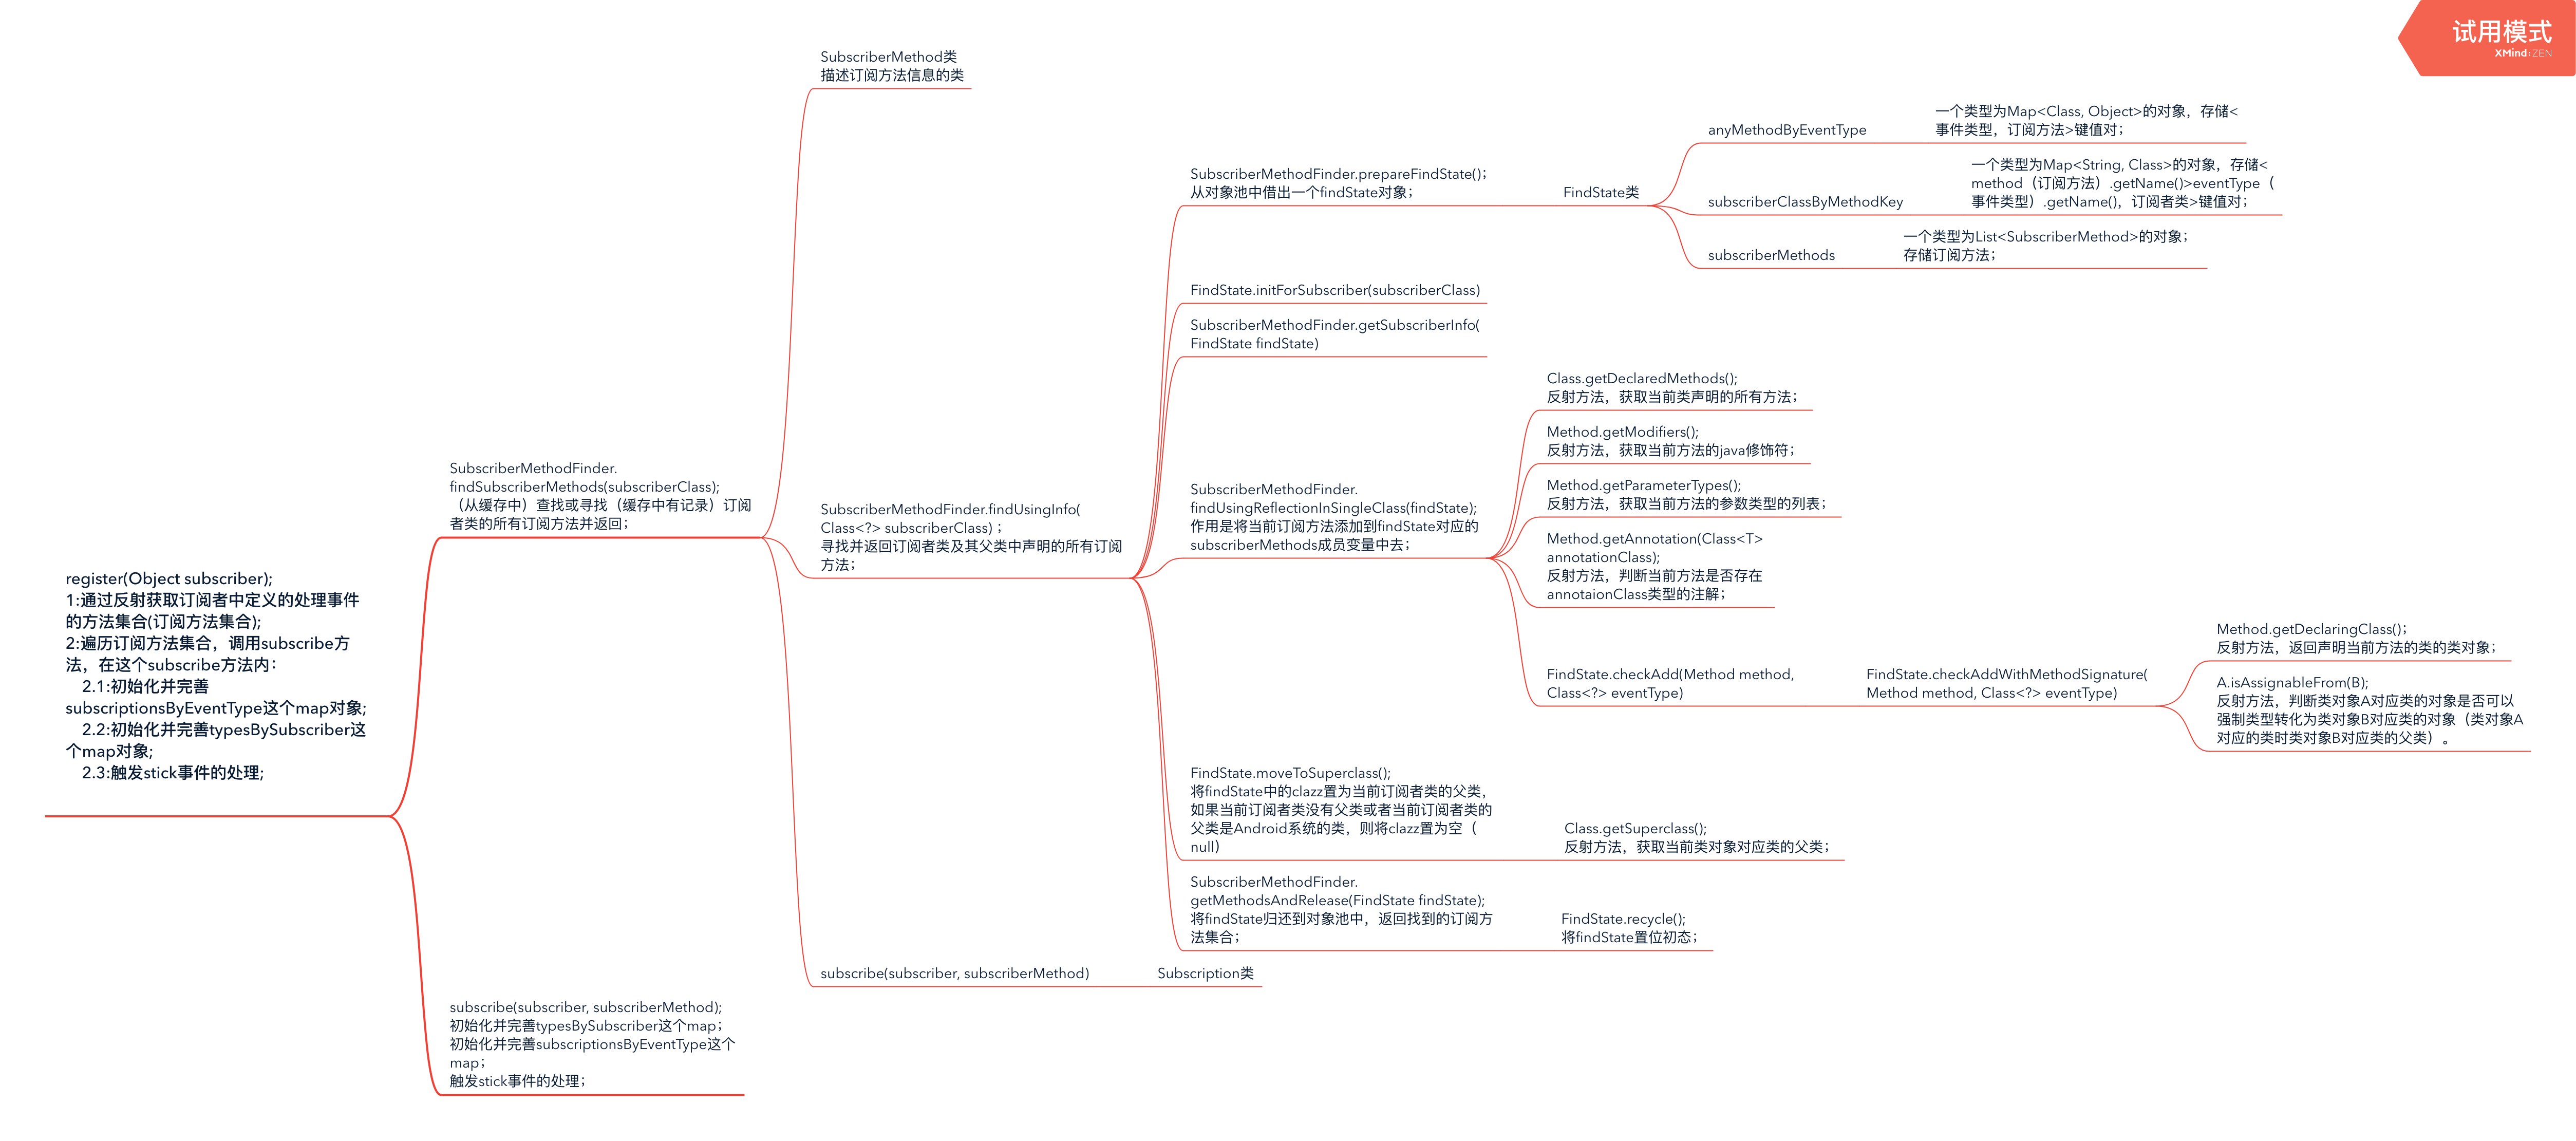 试用模式
XMind:ZEN
register(Object subscriber);
1:通过反射获取订阅者中定义的处理事件
的方法集合(订阅方法集合);
2:遍历订阅方法集合，调用subscribe方
法，在这个subscribe方法内：
2.1:初始化并完善
subscriptionsByEventType这个map对象;
2.2:初始化并完善typesBySubscriber这
个map对象;
2.3:触发stick事件的处理;
SubscriberMethodFinder.
findSubscriberMethods(subscriberClass);
（从缓存中）查找或寻找（缓存中有记录）订阅
者类的所有订阅方法并返回；
SubscriberMethod类
描述订阅方法信息的类
SubscriberMethodFinder.findUsingInfo(
Class<?> subscriberClass)；
寻找并返回订阅者类及其父类中声明的所有订阅
方法；
SubscriberMethodFinder.prepareFindState()；
从对象池中借出一个findState对象；
FindState类
anyMethodByEventType
一个类型为Map<Class, Object>的对象，存储<
事件类型，订阅方法>键值对；
subscriberClassByMethodKey
一个类型为Map<String, Class>的对象，存储<
method（订阅方法）.getName()>eventType（
事件类型）.getName()，订阅者类>键值对；
subscriberMethods
一个类型为List<SubscriberMethod>的对象；
存储订阅方法；
FindState.initForSubscriber(subscriberClass)
SubscriberMethodFinder.getSubscriberInfo(
FindState findState)
SubscriberMethodFinder.
findUsingReflectionInSingleClass(findState);
作用是将当前订阅方法添加到findState对应的
subscriberMethods成员变量中去；
Class.getDeclaredMethods();
反射方法，获取当前类声明的所有方法；
Method.getModifiers();
反射方法，获取当前方法的java修饰符；
Method.getParameterTypes();
反射方法，获取当前方法的参数类型的列表；
Method.getAnnotation(Class<T>
annotationClass);
反射方法，判断当前方法是否存在
annotaionClass类型的注解；
FindState.checkAdd(Method method,
Class<?> eventType)
FindState.checkAddWithMethodSignature(
Method method, Class<?> eventType)
Method.getDeclaringClass()；
反射方法，返回声明当前方法的类的类对象；
A.isAssignableFrom(B);
反射方法，判断类对象A对应类的对象是否可以
强制类型转化为类对象B对应类的对象（类对象A
对应的类时类对象B对应类的父类）。
FindState.moveToSuperclass();
将findState中的clazz置为当前订阅者类的父类，
如果当前订阅者类没有父类或者当前订阅者类的
父类是Android系统的类，则将clazz置为空（
null）
Class.getSuperclass();
反射方法，获取当前类对象对应类的父类；
SubscriberMethodFinder.
getMethodsAndRelease(FindState findState);
将findState归还到对象池中，返回找到的订阅方
法集合；
FindState.recycle();
将findState置位初态；
subscribe(subscriber, subscriberMethod)
Subscription类
subscribe(subscriber, subscriberMethod);
初始化并完善typesBySubscriber这个map；
初始化并完善subscriptionsByEventType这个
map；
触发stick事件的处理；